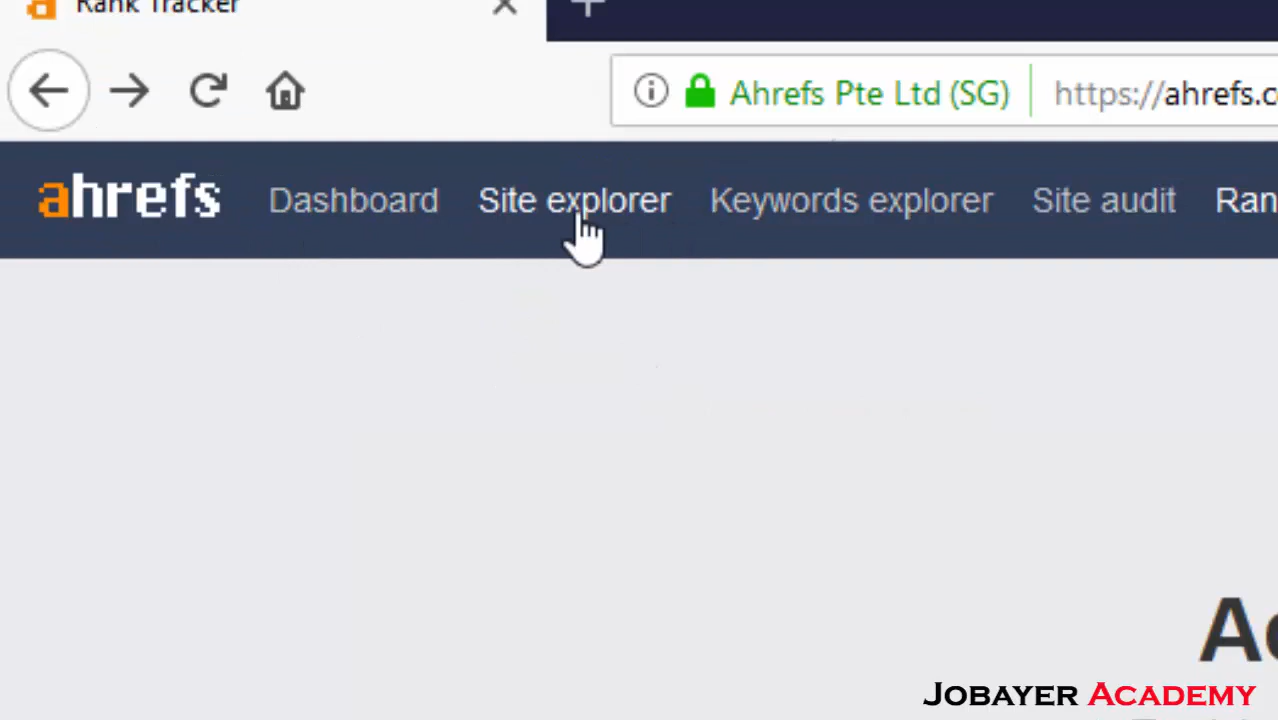 Rank Tracker
Ahrefs Pte Ltd (SG) https://ahrefs.c
ahrefs Dashboard Site explorer Keywords explorer Site audit Ran
Ac
JOBAYER ACADEMY